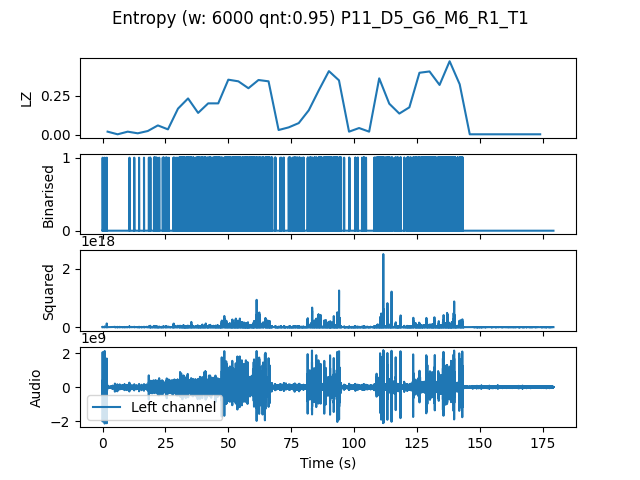 Entropy (w: 6000 qnt:0.95) P11_D5_G6_M6_R1_T1
LZ
0.25
0.00
Binarised
1
0
1e18
Squared
2
0
1e9
Audio
2
0
−2
Left channel
0 25 50 75 100 125 150 175
Time (s)